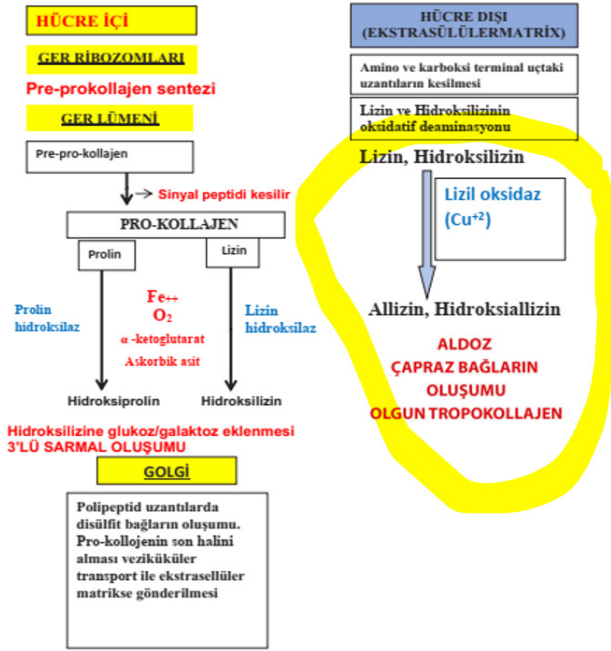 HÜCRE İÇİ
GER RİBOZOMLARI
Pre-prokollajen sentezi
GER LÜMENİ
Pre-pro-kollajen
Sinyal peptidi kesilir
PRO-KOLLAJEN
Prolin
Lizin
Prolin
hidroksilaz
Fe++
O2
α -ketoglutarat
Askorbik asit
Lizin
hidroksilaz
Hidroksiprolin
Hidroksilizin
Hidroksilizine glukoz/galaktoz eklenmesi
3'LÜ SARMAL OLUŞUMU
GOLGİ
Polipeptid uzantılarda
disülfit bağların oluşumu.
Pro-kollojenin son halini
alması veziküküler
transport ile ekstrasellüler
matrikse gönderilmesi
HÜCRE DIŞI
(EKSTRASÜLÜLERMATRİX)
Amino ve karboksi terminal uçtaki
uzantıların kesilmesi
Lizin ve Hidroksilizinin
oksidatif deaminasyonu
Lizin, Hidroksilizin
Lizil oksidaz
(Cu+2)
Allizin, Hidroksiallizin
ALDOZ
ÇAPRAZ BAĞLARIN
OLUŞUMU
OLGUN TROPOKOLLAJEN